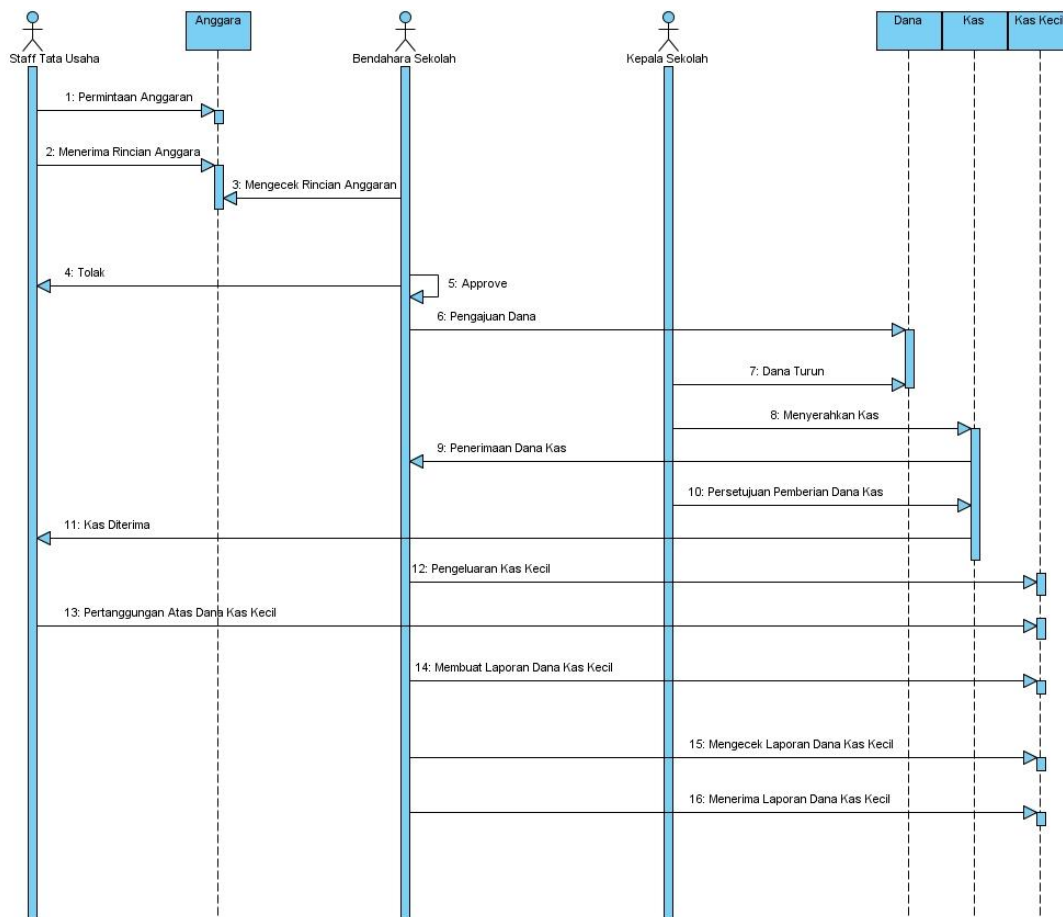 Anggara
Dana
Kas
Kas Kecil
Staff Tata Usaha
Bendahara Sekolah
Kepala Sekolah
1: Permintaan Anggaran
2: Menerima Rincian Anggara
3: Mengecek Rincian Anggaran
4: Tolak
5: Approve
6: Pengajuan Dana
7: Dana Turun
8: Menyerahkan Kas
9: Penerimaan Dana Kas
10: Persetujuan Pemberian Dana Kas
11: Kas Diterima
12: Pengeluaran Kas Kecil
13: Pertanggungan Atas Dana Kas Kecil
14: Membuat Laporan Dana Kas Kecil
15: Mengecek Laporan Dana Kas Kecil
16: Menerima Laporan Dana Kas Kecil